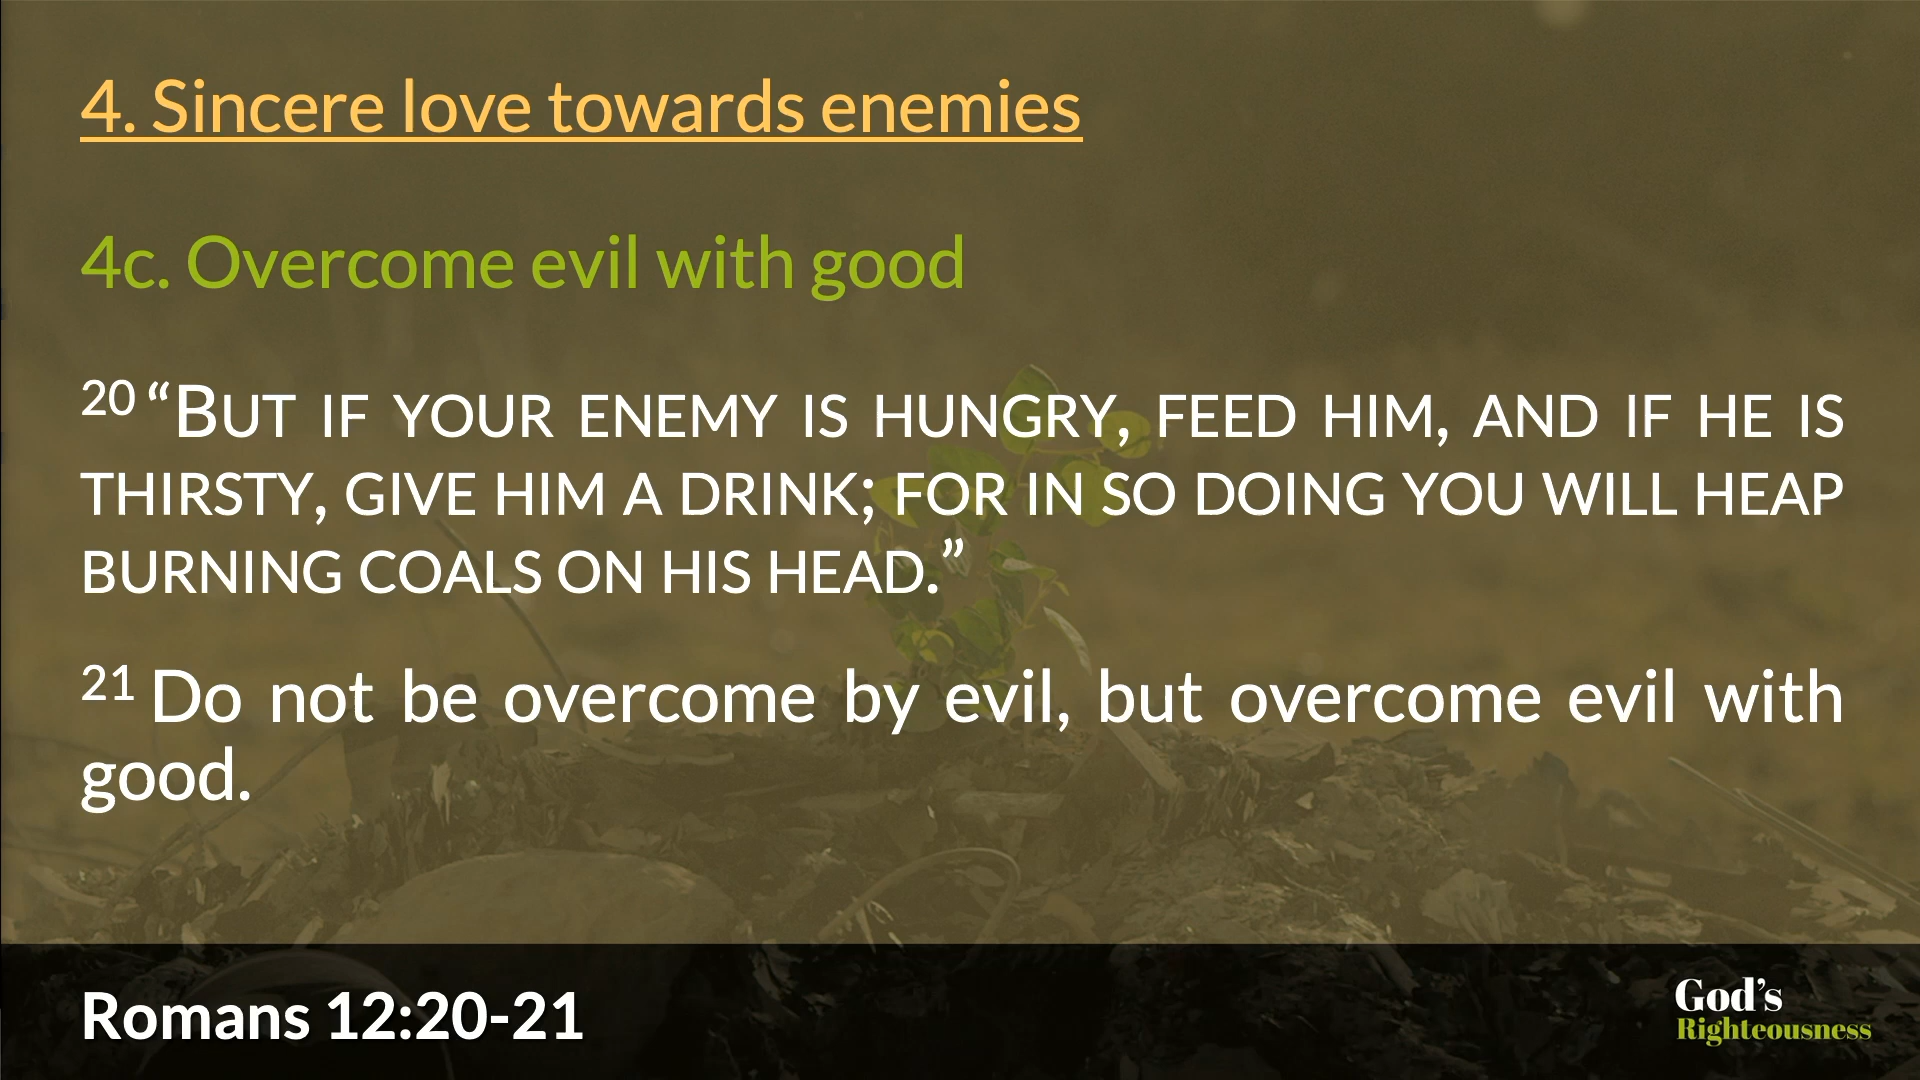 4. Sincere love towards enemies
4c. Overcome evil with good
20 “BUT IF YOUR ENEMY IS HUNGRY, FEED HIM, AND IF HE IS
THIRSTY, GIVE HIM A DRINK; FOR IN SO DOING YOU WILL HEAP
BURNING COALS ON HIS HEAD.”
21 Do not be overcome by evil, but overcome evil with
good.
Romans 12:20-21
God’s
Righteousness